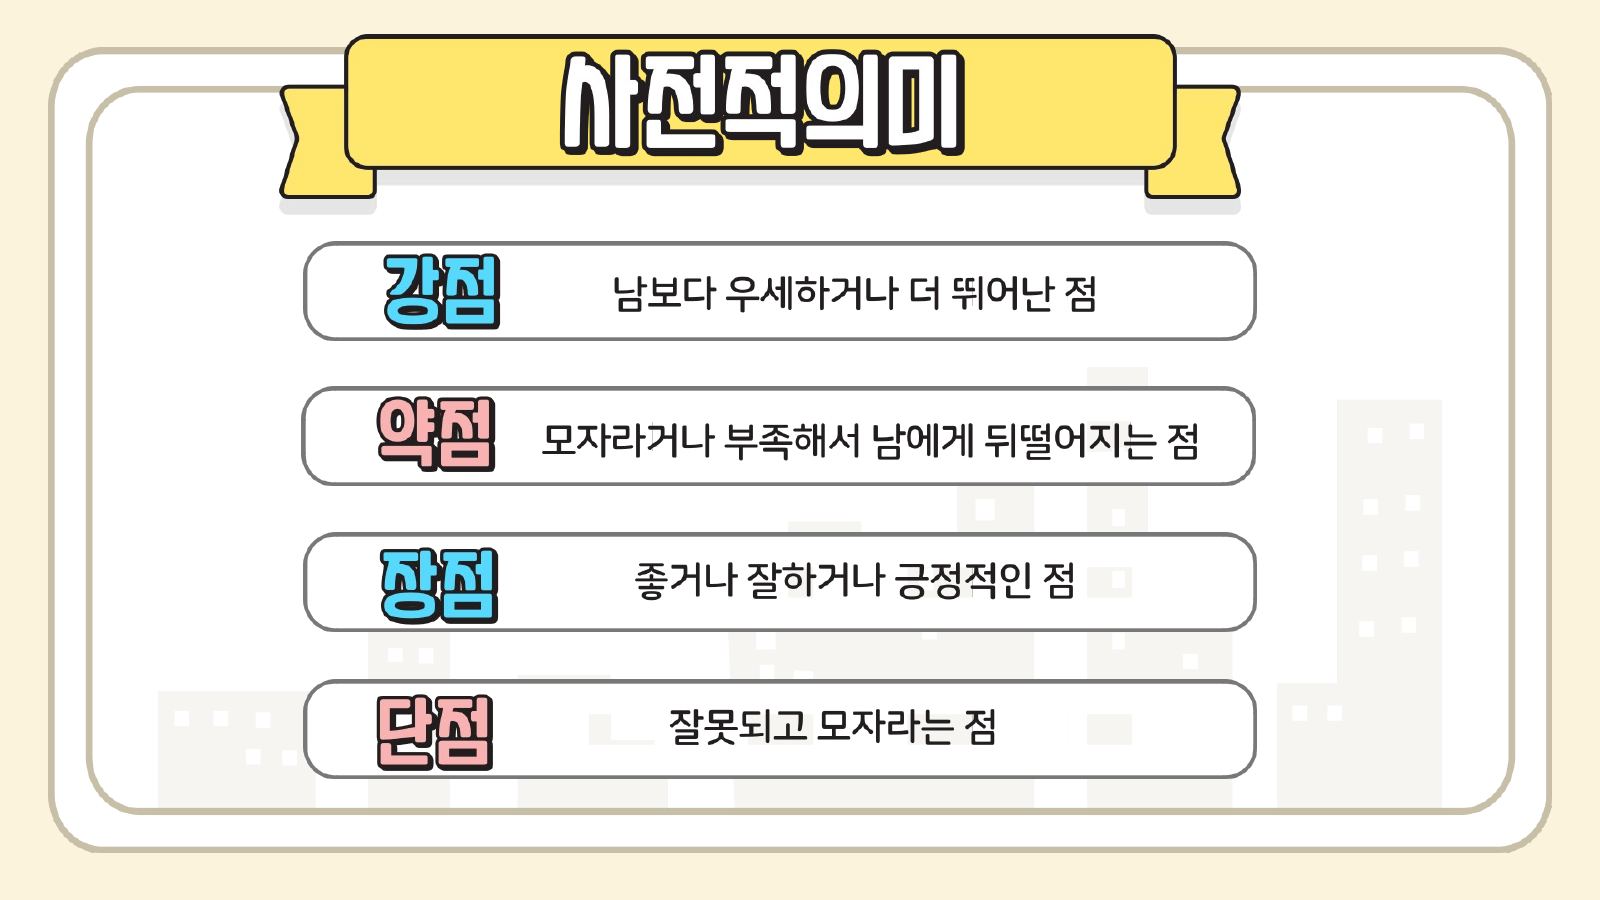 사전적의미
강점 남보다 우세하거나 더 뛰어난 점
약점 모자라거나 부족해서 남에게 뒤떨어지는 점
장점 좋거나 잘하거나 긍정적인 점
단점 잘못되고 모자라는 점